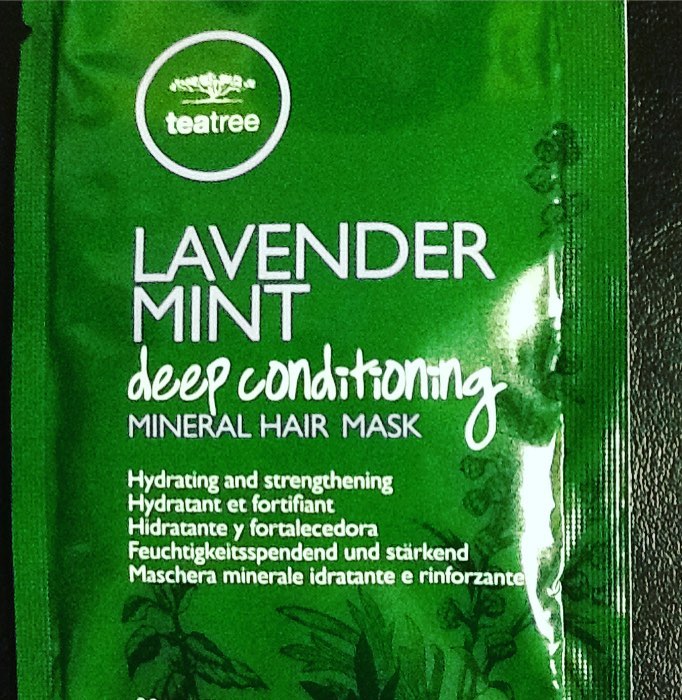 teatree
LAVENDER
MINT
deep conditioning
MINERAL HAIR MASK
Hydrating and strengthening
Hydratant et fortifiant
Hidratante y fortalecedora
Feuchtigkeitsspendend und stärkend
Maschera minerale idratante e rinforzante